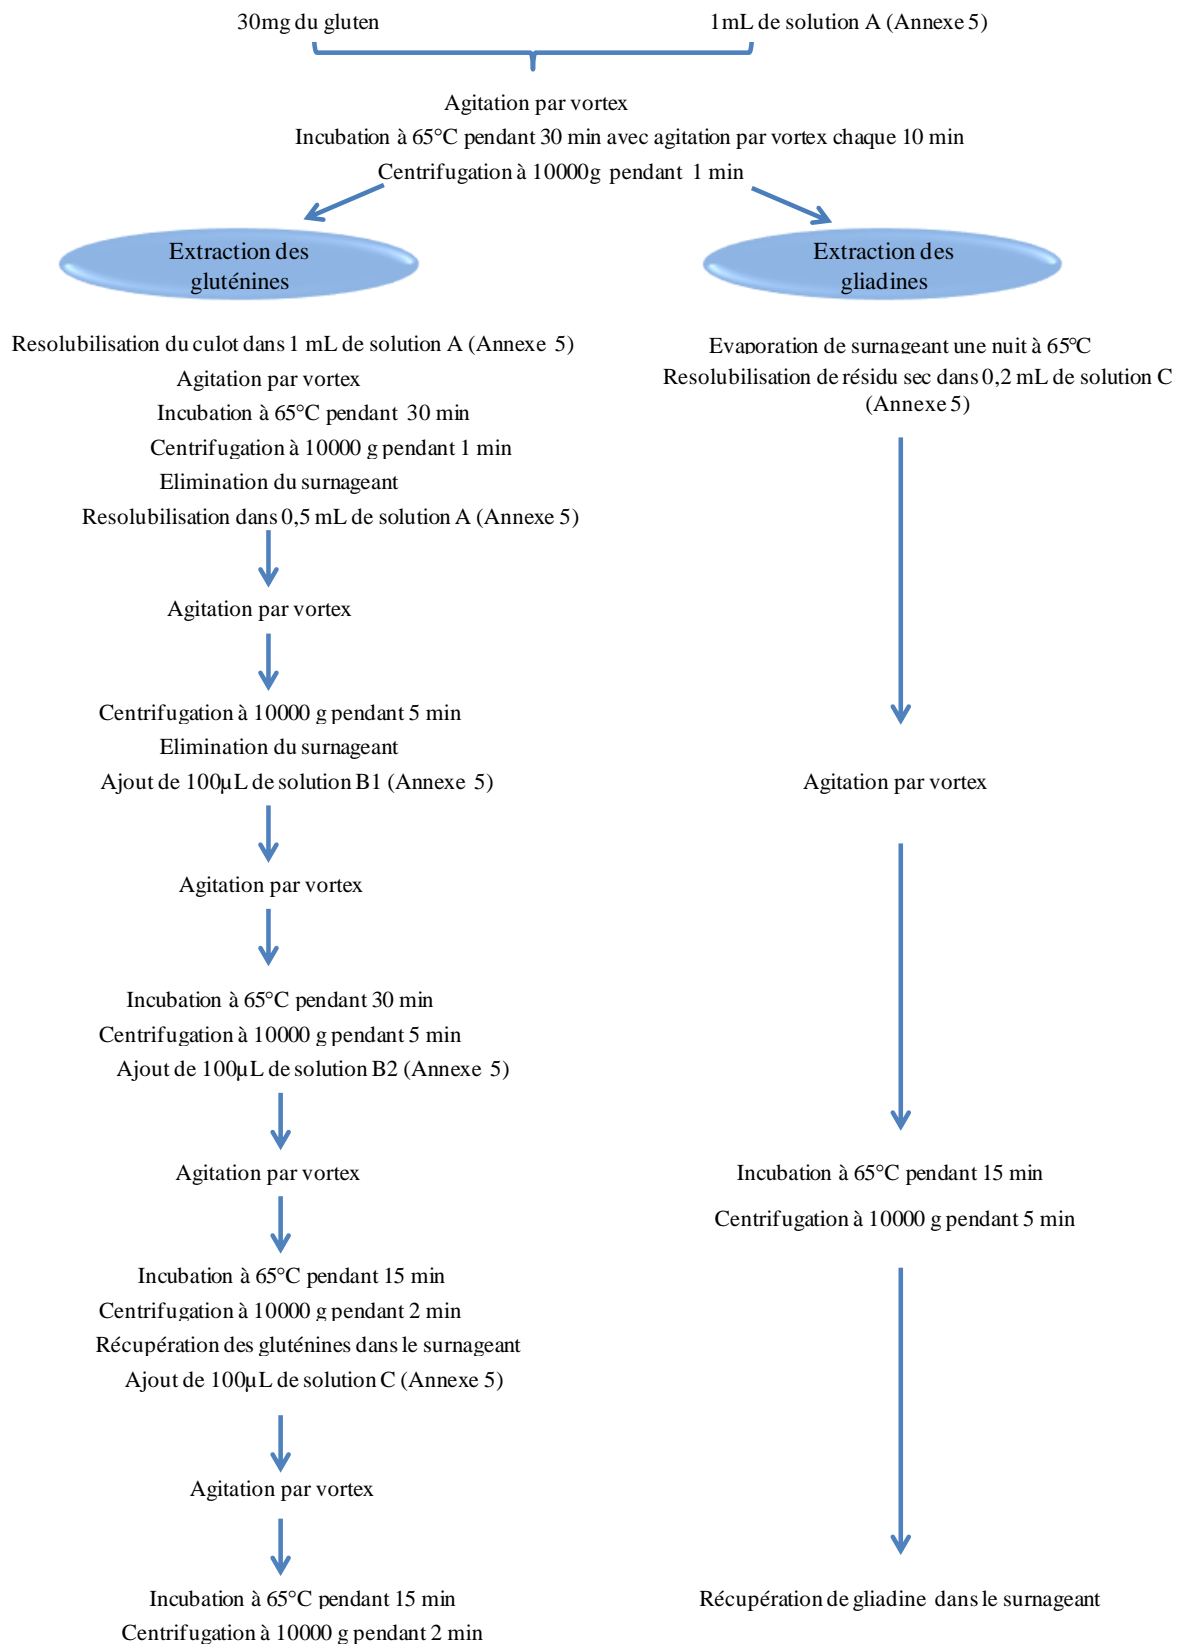 30mg du gluten
1mL de solution A (Annexe 5)
Agitation par vortex
Incubation à 65°C pendant 30 min avec agitation par vortex chaque 10 min
Centrifugation à 10000g pendant 1 min
Extraction des
gluténines
Resolubilisation du culot dans 1 mL de solution A (Annexe 5)
Agitation par vortex
Incubation à 65°C pendant 30 min
Centrifugation à 10000 g pendant 1 min
Elimination du surnageant
Resolubilisation dans 0,5 mL de solution A (Annexe 5)
Agitation par vortex
Centrifugation à 10000 g pendant 5 min
Elimination du surnageant
Ajout de 100µL de solution B1 (Annexe 5)
Agitation par vortex
Incubation à 65°C pendant 30 min
Centrifugation à 10000 g pendant 5 min
Ajout de 100µL de solution B2 (Annexe 5)
Agitation par vortex
Incubation à 65°C pendant 15 min
Centrifugation à 10000 g pendant 2 min
Récupération des gluténines dans le surnageant
Ajout de 100µL de solution C (Annexe 5)
Agitation par vortex
Incubation à 65°C pendant 15 min
Centrifugation à 10000 g pendant 2 min
Extraction des
gliadines
Evaporation de surnageant une nuit à 65°C
Resolubilisation de résidu sec dans 0,2 mL de solution C
(Annexe 5)
Agitation par vortex
Incubation à 65°C pendant 15 min
Centrifugation à 10000 g pendant 5 min
Récupération de gliadine dans le surnageant